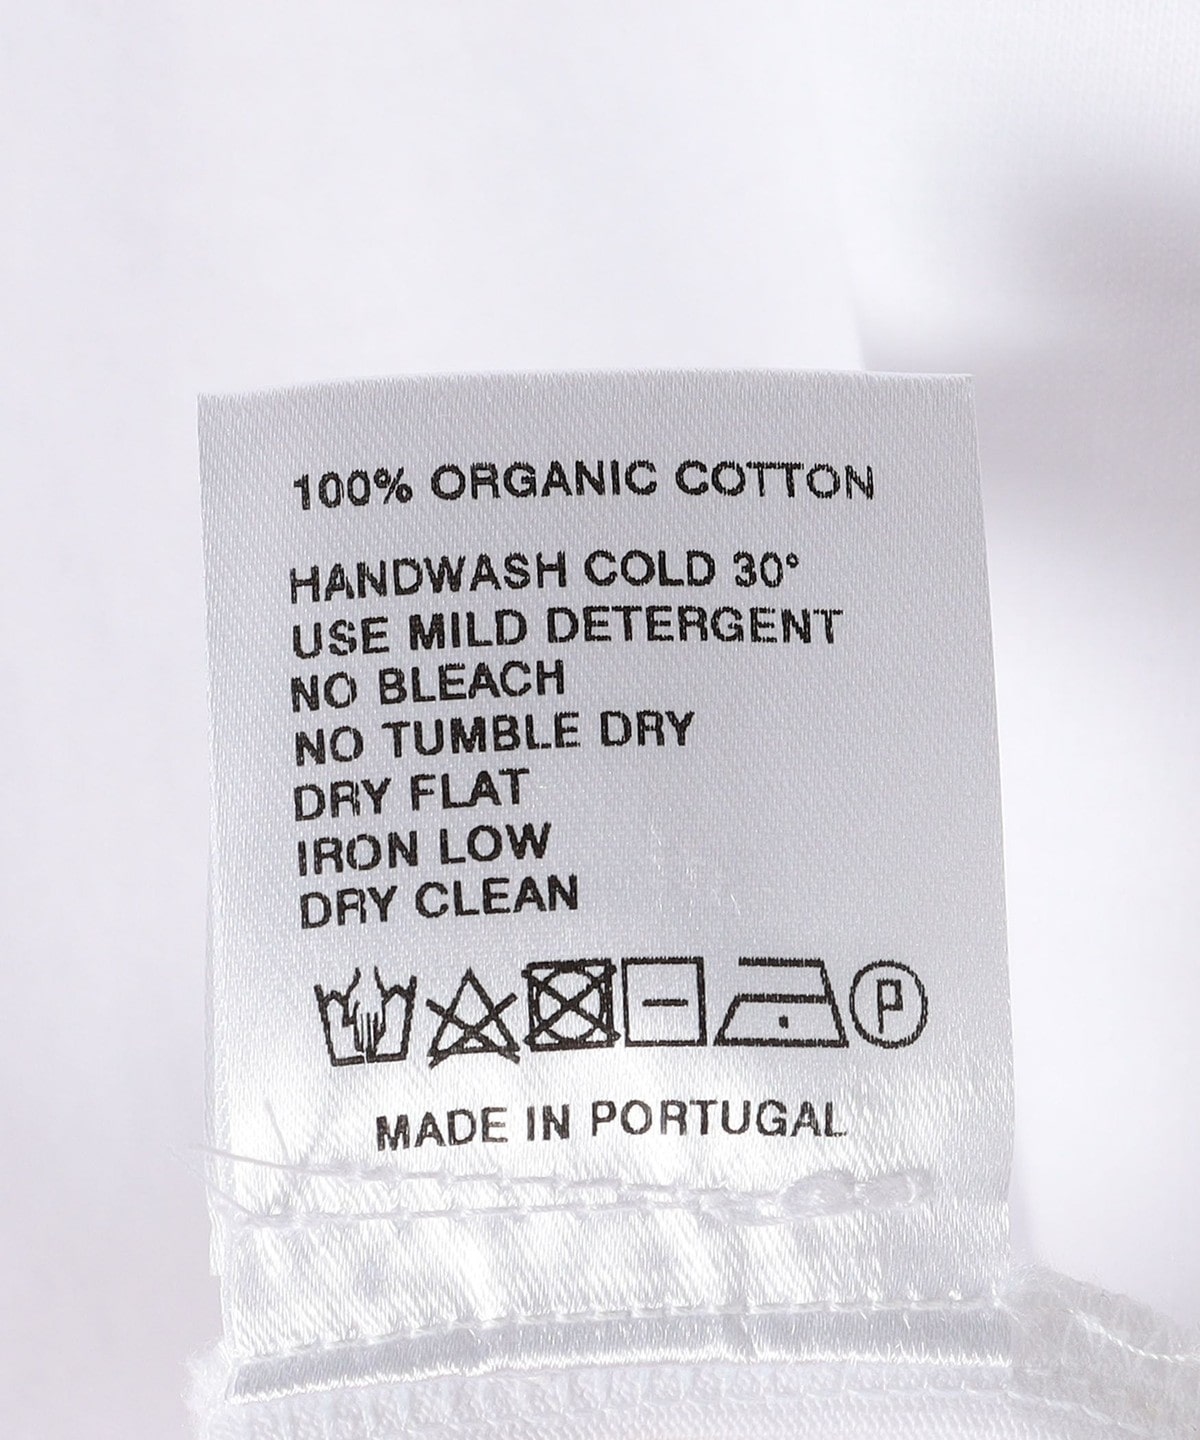 100% ORGANIC COTTON
HANDWASH COLD 30°
USE MILD DETERGENT
NO BLEACH
NO TUMBLE DRY
DRY FLAT
IRON LOW
DRY CLEAN
P
MADE IN PORTUGAL